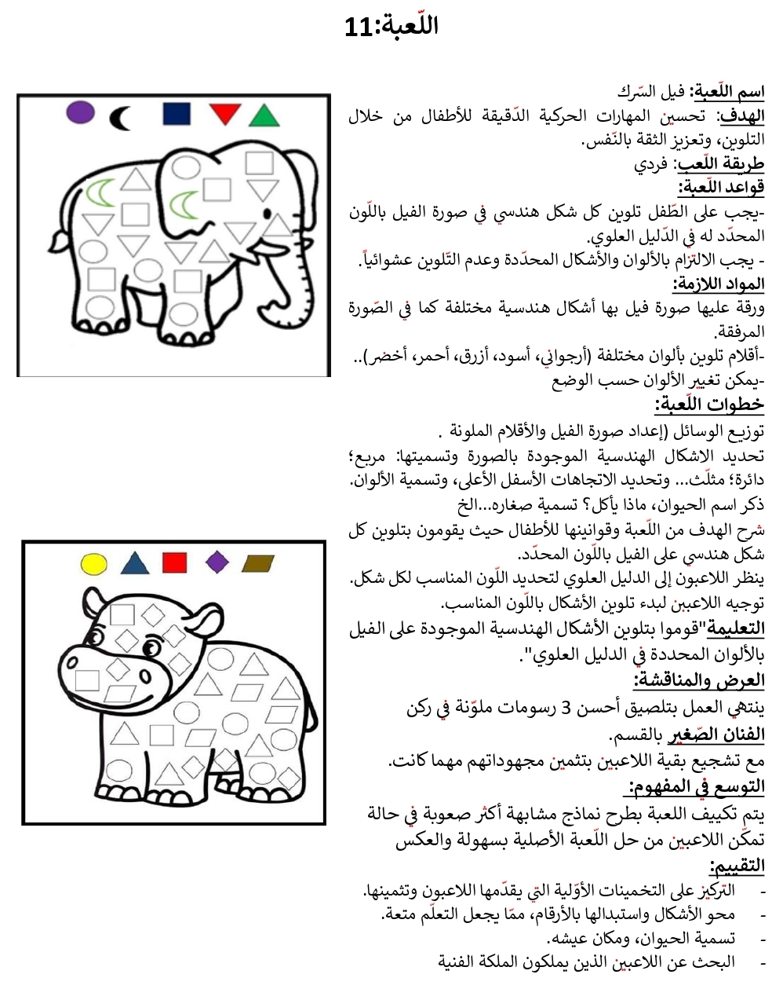 اللّعبة:11
اسم اللّعبة: فيل السّرك
الهدف: تحسين المهارات الحركية الدّقيقة للأطفال من خلال
التلوين، وتعزيز الثقة بالنّفس.
طريقة اللّعب: فردي
قواعد اللّعبة:
-يجب على الطّفل تلوين كل شكل هندسي في صورة الفيل باللّون
المحدّد له في الدّليل العلوي.
- يجب الالتزام بالألوان والأشكال المحدّدة وعدم التّلوين عشوائياً.
المواد اللازمة:
ورقة عليها صورة فيل بها أشكال هندسية مختلفة كما في الصّورة
المرفقة.
-أقلام تلوين بألوان مختلفة (أرجواني، أسود، أزرق، أحمر، أخضر)..
-يمكن تغيير الألوان حسب الوضع
خطوات اللّعبة:
توزيع الوسائل (إعداد صورة الفيل والأقلام الملونة .
تحديد الاشكال الهندسية الموجودة بالصورة وتسميتها: مربع؛
دائرة؛ مثلّث... وتحديد الاتجاهات الأسفل الأعلى، وتسمية الألوان.
ذكر اسم الحيوان، ماذا يأكل؟ تسمية صغاره...الخ
شرح الهدف من اللّعبة وقوانينها للأطفال حيث يقومون بتلوين كل
شكل هندسي على الفيل باللّون المحدّد.
ينظر اللاعبون إلى الدليل العلوي لتحديد اللّون المناسب لكل شكل.
توجيه اللاعبين لبدء تلوين الأشكال باللّون المناسب.
التعليمة"قوموا بتلوين الأشكال الهندسية الموجودة على الفيل
بالألوان المحددة في الدليل العلوي".
العرض والمناقشة:
ينتهي العمل بتلصيق أحسن 3 رسومات ملوّنة في ركن
الفنان الصّغير بالقسم.
مع تشجيع بقية اللاعبين بتثمين مجهوداتهم مهما كانت.
التوسع في المفهوم:
يتم تكييف اللعبة بطرح نماذج مشابهة أكثر صعوبة في حالة
تمكّن اللاعبين من حل اللّعبة الأصلية بسهولة والعكس
التقييم:
- التركيز على التخمينات الأوّلية التي يقدّمها اللاعبون وتثمينها.
- محو الأشكال واستبدالها بالأرقام، ممّا يجعل التعلّم متعة.
- تسمية الحيوان، ومكان عيشه.
- البحث عن اللاعبين الذين يملكون الملكة الفنية